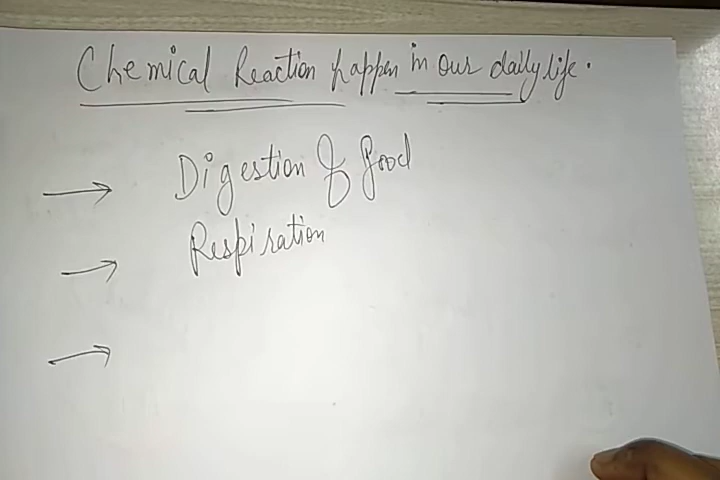 Chemical Reaction happen in our daily life.
→ Digestion of food
→ Respiration
→